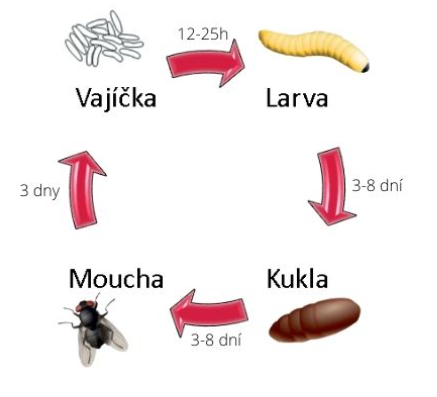 12-25h
Vajíčka
Larva
3 dny
3-8 dní
Moucha
Kukla
3-8 dní